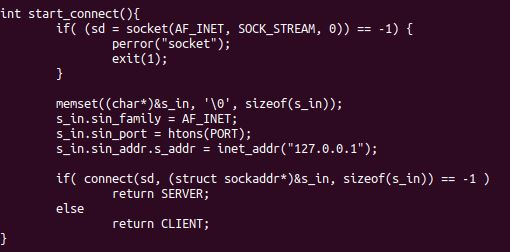 int start_connect(){
        if( (sd = socket(AF_INET, SOCK_STREAM, 0)) == -1) {
                perror("socket");
                exit(1);
        }

        memset((char*)&s_in, '\0', sizeof(s_in));
        s_in.sin_family = AF_INET;
        s_in.sin_port = htons(PORT);
        s_in.sin_addr.s_addr = inet_addr("127.0.0.1");

        if( connect(sd, (struct sockaddr*)&s_in, sizeof(s_in)) == -1 )
                return SERVER;
        else
                return CLIENT;
}